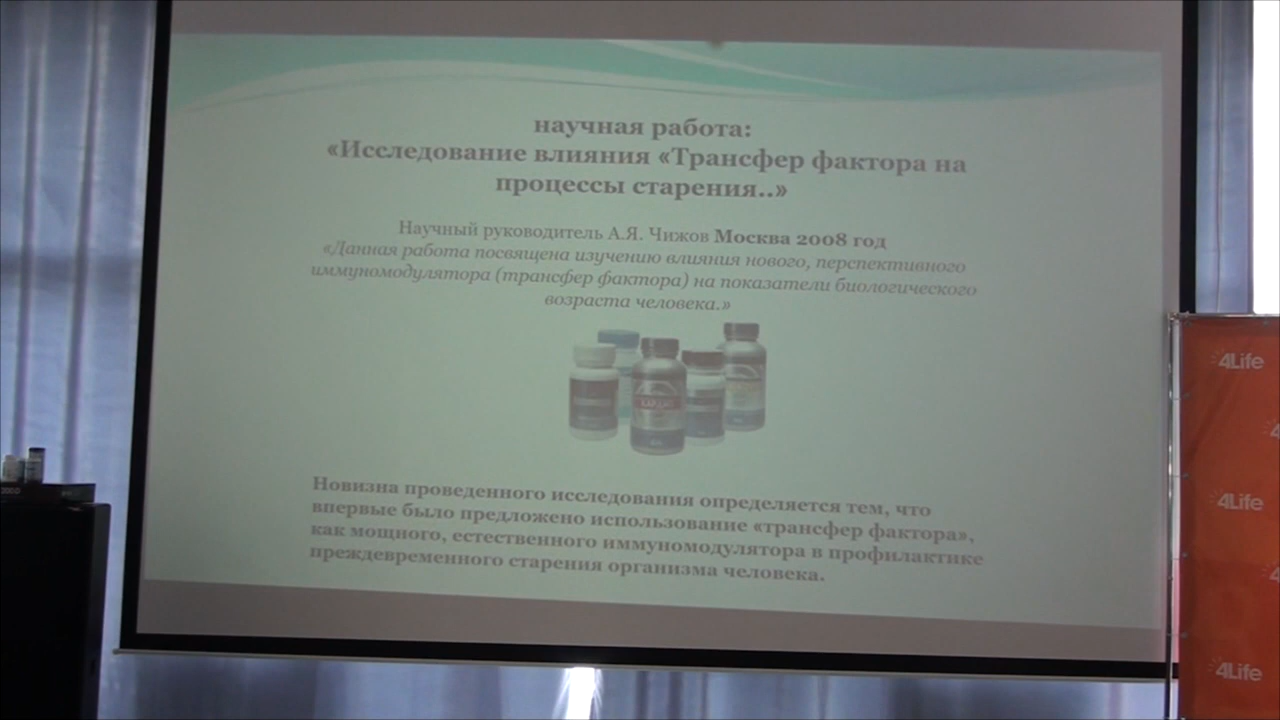 научная работа:
«Исследование влияния «Трансфер фактора на
процессы старения..»
Научный руководитель А.Я. Чижов Москва 2008 год
«Данная работа посвящена изучению влияния нового, перспективного
иммуномодулятора (трансфер фактора) на показатели биологического
возраста человека.»
Новизна проведенного исследования определяется тем, что
впервые было предложено использование «трансфер фактора»,
как мощного, естественного иммуномодулятора в профилактике
преждевременного старения организма человека.
4Life
4Life
4Life